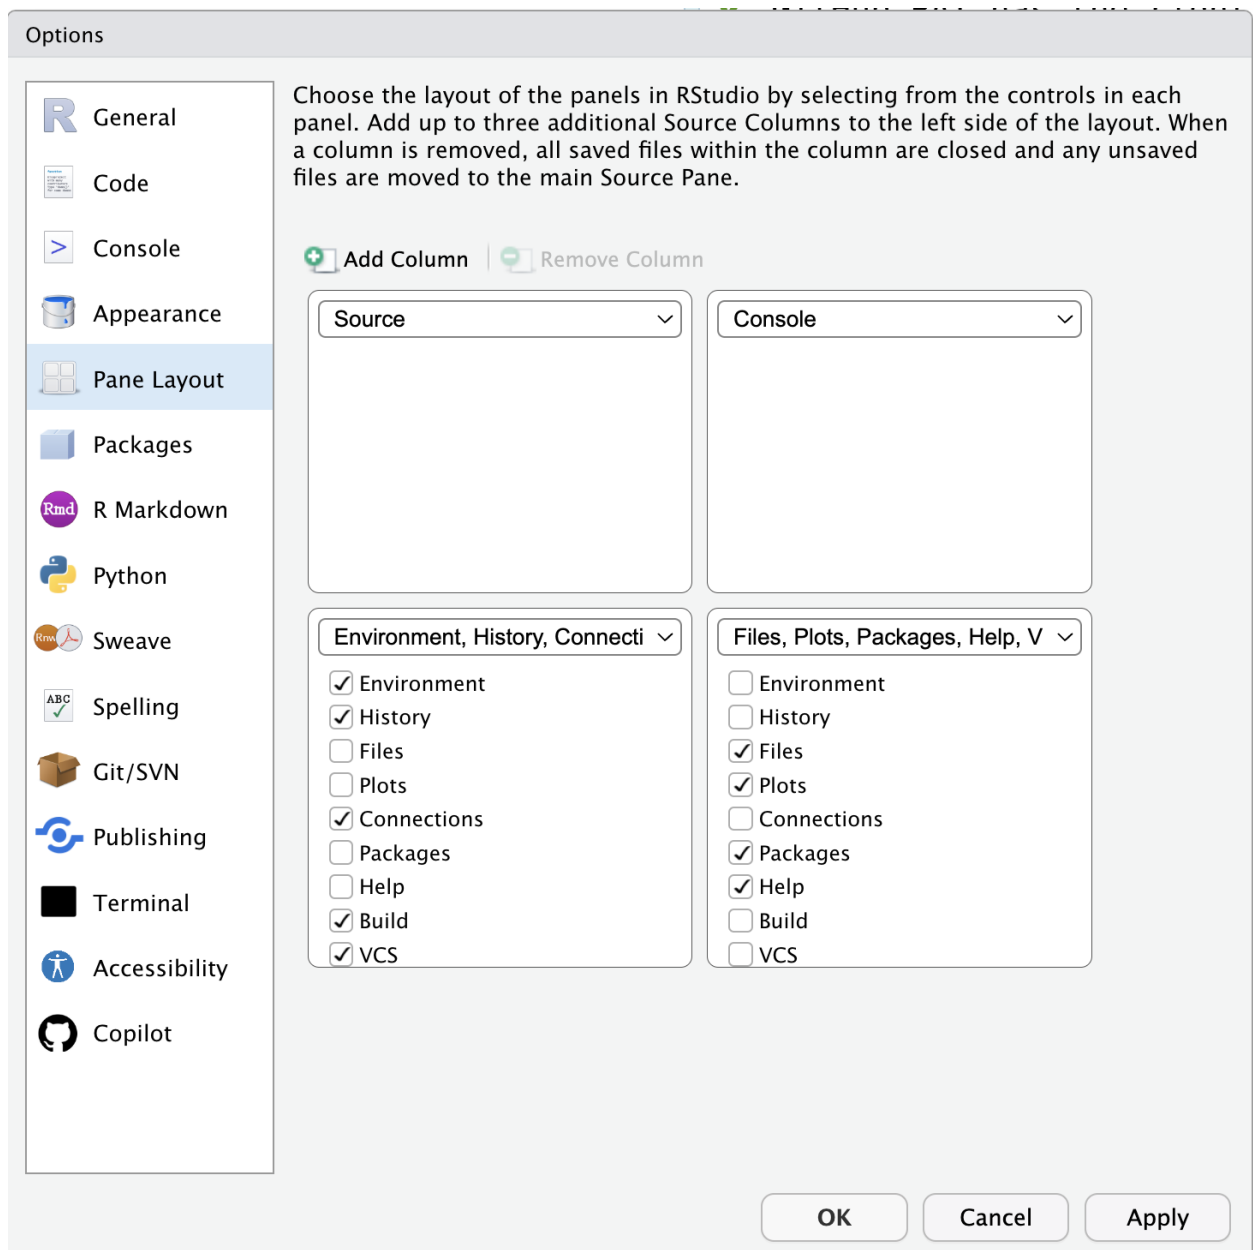 Options
General
Code
Console
Appearance
Pane Layout
Packages
Rmd R Markdown
Python
Rnw Sweave
ABC Spelling
Git/SVN
Publishing
Terminal
Accessibility
Copilot
Choose the layout of the panels in RStudio by selecting from the controls in each
panel. Add up to three additional Source Columns to the left side of the layout. When
a column is removed, all saved files within the column are closed and any unsaved
files are moved to the main Source Pane.
Add Column
Remove Column
Source
Console
Environment, History, Connecti
Environment
History
Files
Plots
Connections
Packages
Help
Build
VCS
Files, Plots, Packages, Help, V
Environment
History
Files
Plots
Connections
Packages
Help
Build
VCS
OK
Cancel
Apply